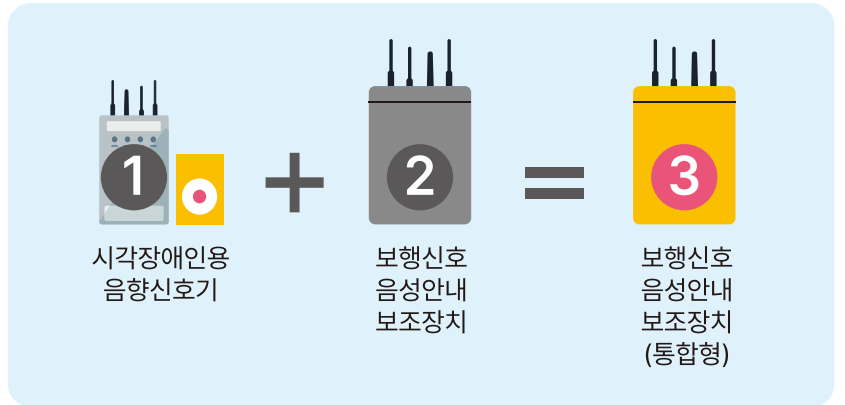 1
2
3
시각장애인용
음향신호기
보행신호
음성안내
보조장치
보행신호
음성안내
보조장치
(통합형)